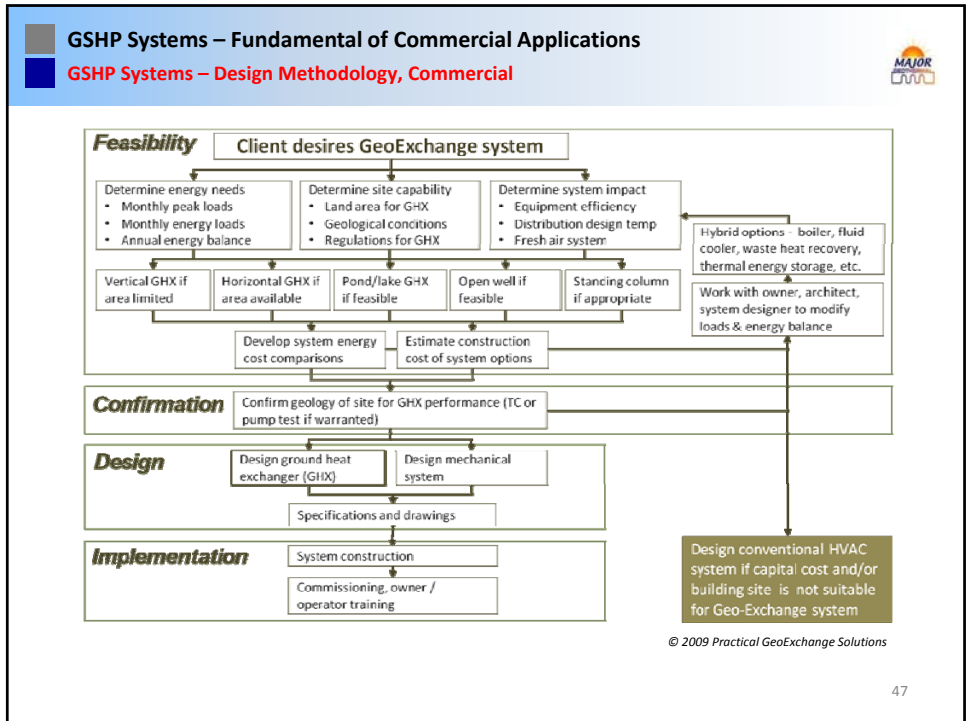 GSHP Systems – Fundamental of Commercial Applications
GSHP Systems – Design Methodology, Commercial
MAJOR
GEOTHERMAL
Feasibility
Client desires GeoExchange system
Determine energy needs
• Monthly peak loads
• Monthly energy loads
• Annual energy balance
Determine site capability
• Land area for GHX
• Geological conditions
• Regulations for GHX
Determine system impact
• Equipment efficiency
• Distribution design temp
• Fresh air system
Hybrid options - boiler, fluid
cooler, waste heat recovery,
thermal energy storage, etc.
Vertical GHX if
area limited
Horizontal GHX if
area available
Pond/lake GHX
if feasible
Open well if
feasible
Standing column
if appropriate
Work with owner, architect,
system designer to modify
loads & energy balance
Develop system energy
cost comparisons
Estimate construction
cost of system options
Confirmation
Confirm geology of site for GHX performance (TC or
pump test if warranted)
Design
Design ground heat
exchanger (GHX)
Design mechanical
system
Specifications and drawings
Implementation
System construction
Commissioning, owner /
operator training
Design conventional HVAC
system if capital cost and/or
building site is not suitable
for Geo-Exchange system
© 2009 Practical GeoExchange Solutions
47